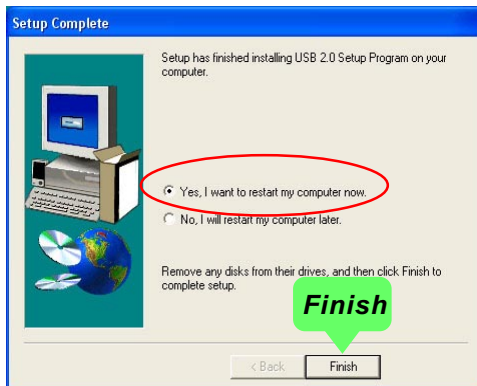 Setup Complete
Setup has finished installing USB 2.0 Setup Program on your
computer.
Yes, I want to restart my computer now.
No, I will restart my computer later.
Remove any disks from their drives, and then click Finish to
complete setup.
Finish
< Back
Finish